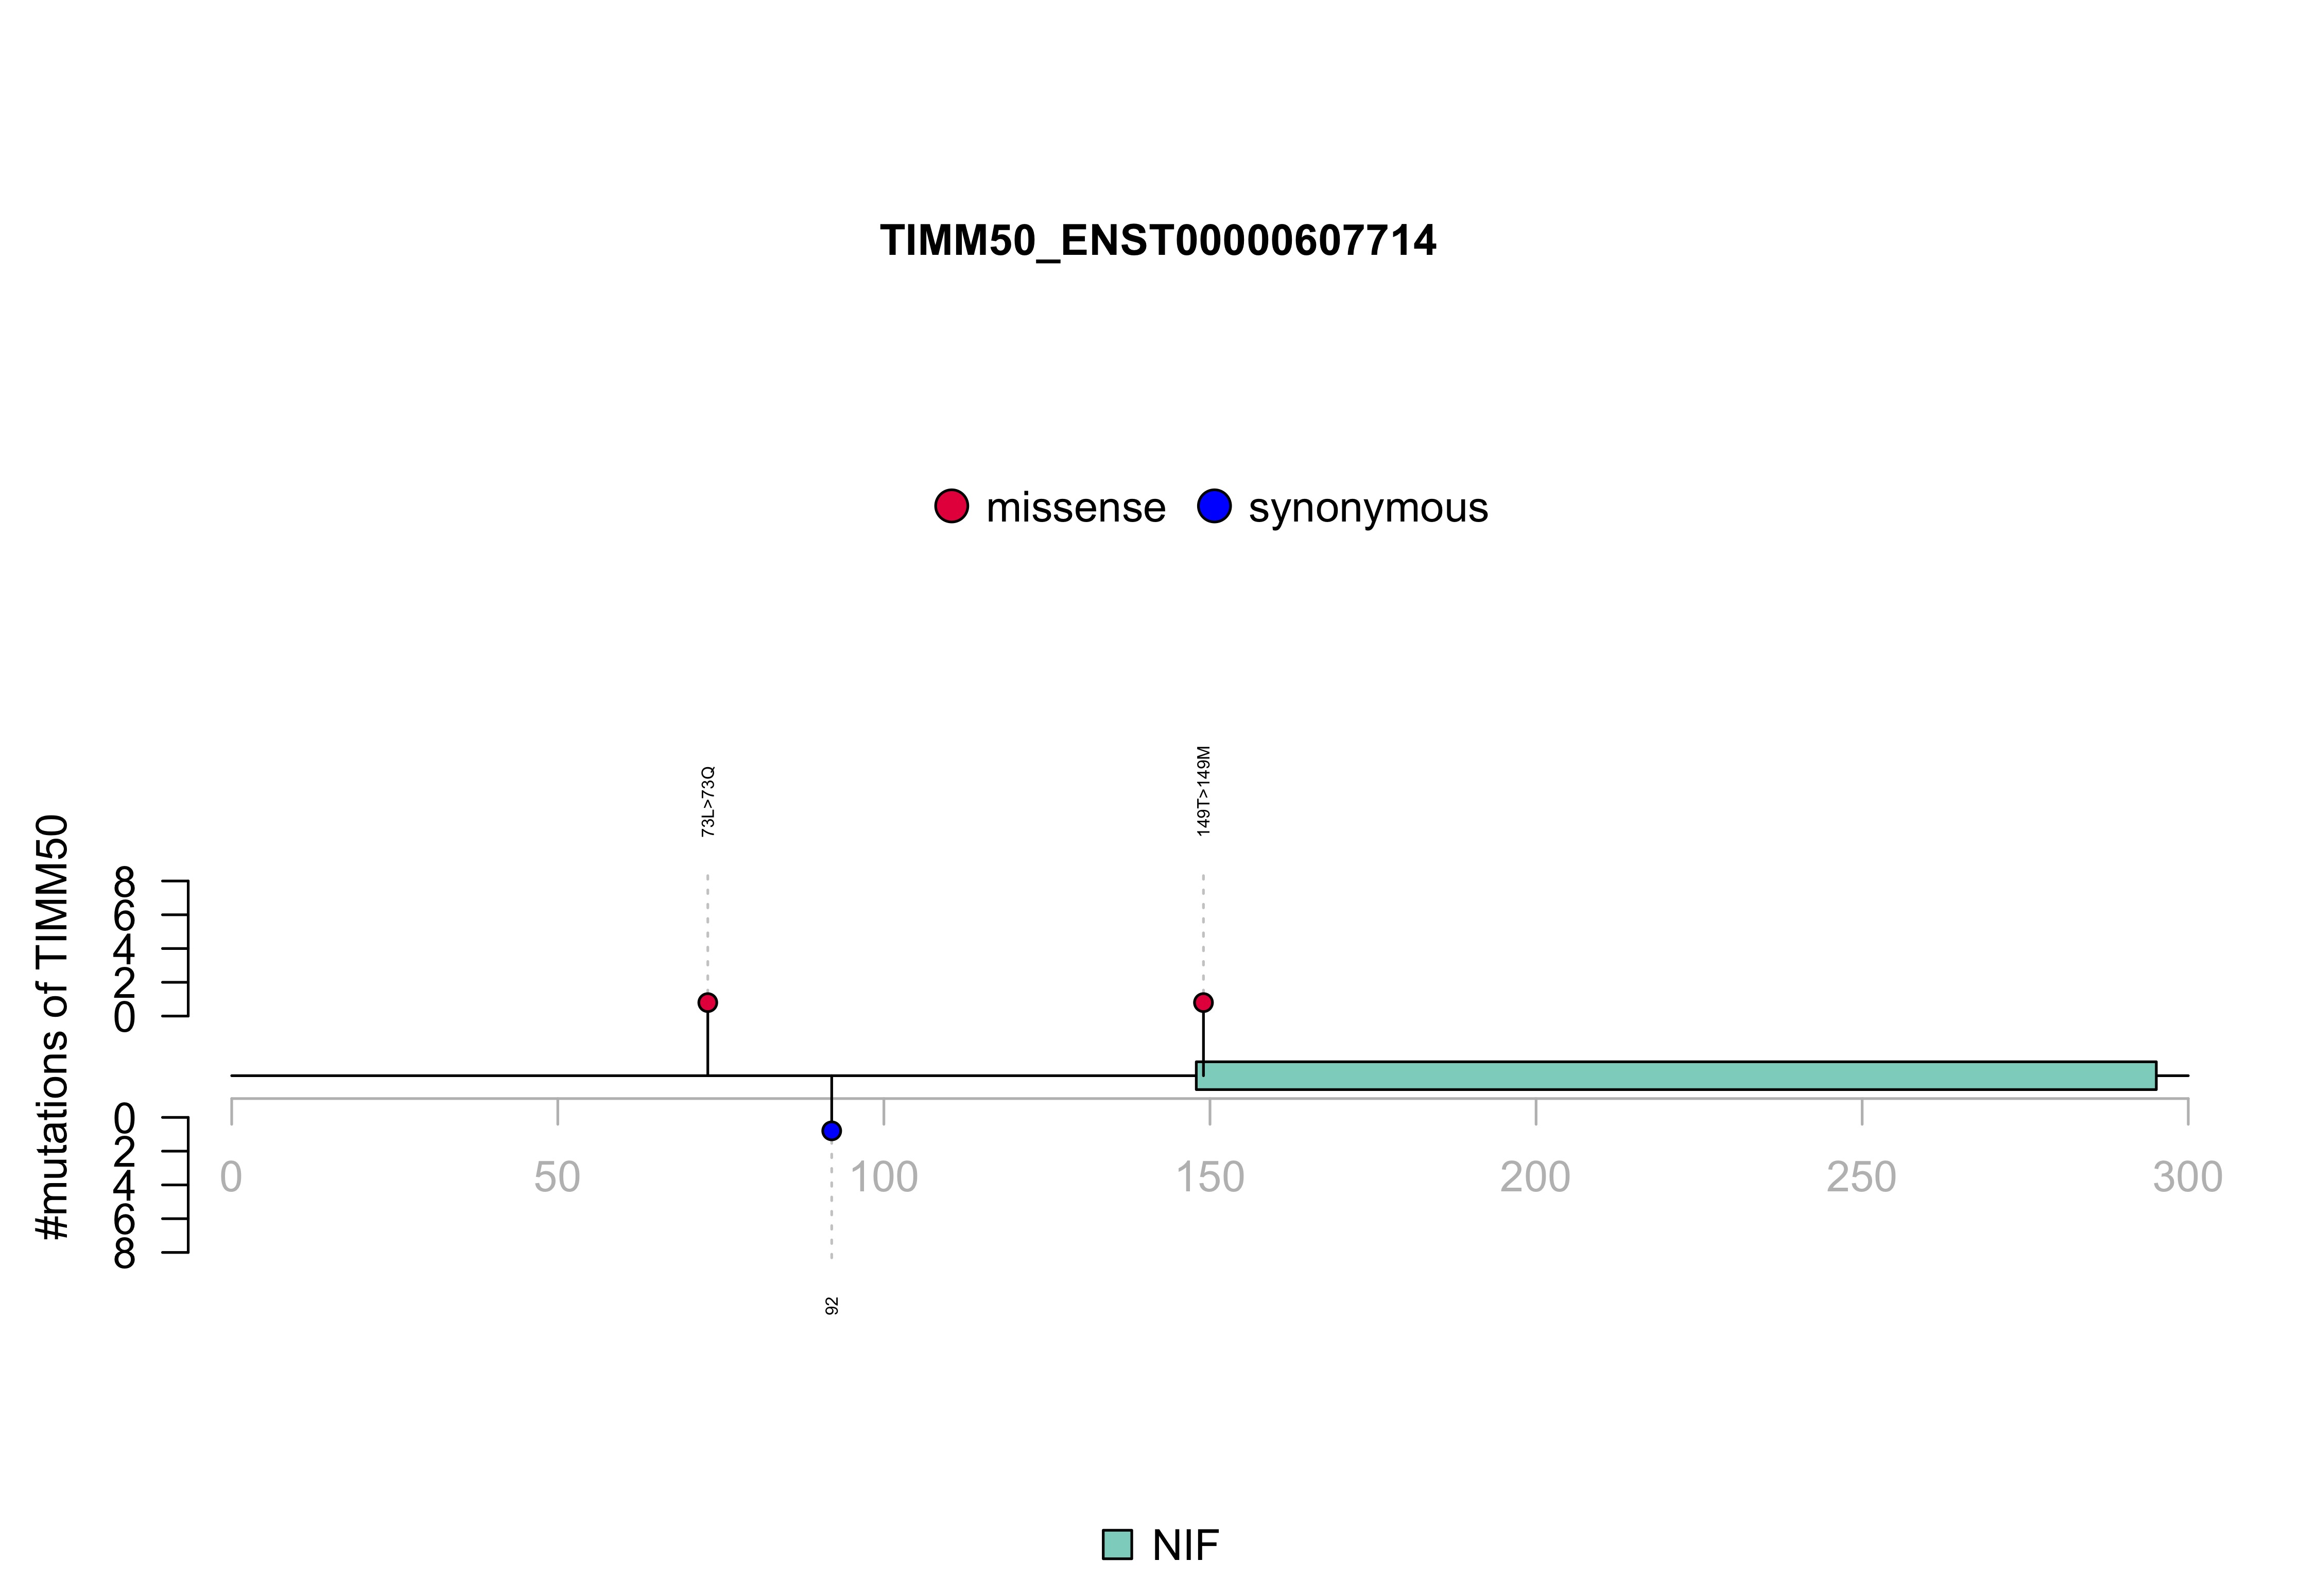 TIMM50_ENST00000607714
missense synonymous
73L>73Q
149T>149M
#mutations of TIMM50
8
6
4
2
0
0
2
4
6
8
0 50 100 150 200 250 300
92
NIF